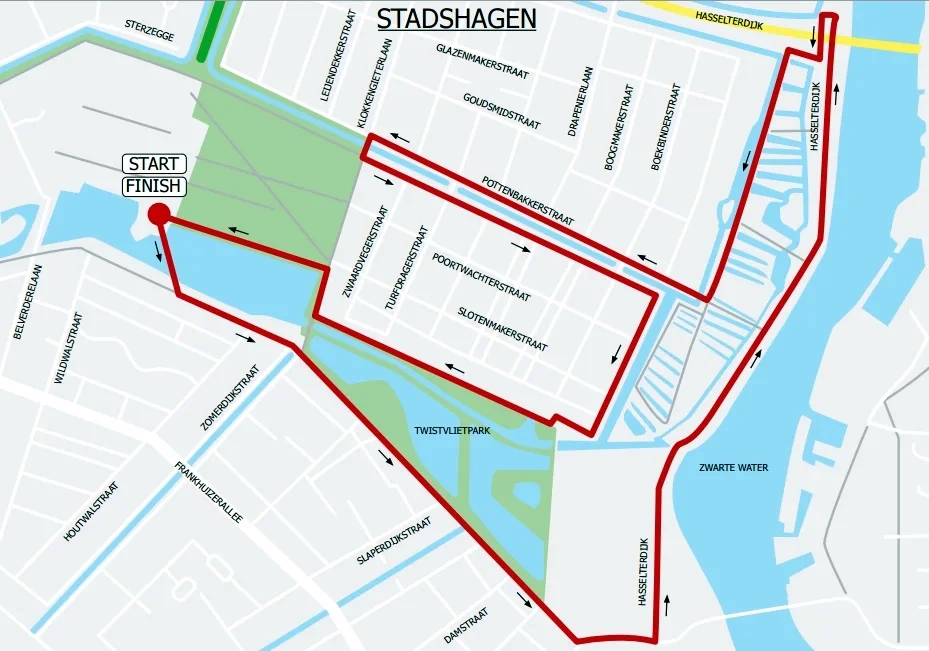 STADSHAGEN
HASSELTERDIJK
STERZEGGE
LEIJENDEKKERSTRAAT
KLOKKENGIETERLAAN
GLAZENMAKERSTRAAT
GOUDSMIDSTRAAT
DRAPENIERLAAN
BOOGMAKERSTRAAT
BOEKBINDERSTRAAT
HASSELTERDIJK
START
FINISH
POTTENBAKKERSTRAAT
ZWAARDVEGERSTRAAT
TURFDRAGERSTRAAT
POORTWACHTERSTRAAT
SLOTENMAKERSTRAAT
BELVERDERELAAN
WILDWALSTRAAT
ZOMERDIJKSTRAAT
TWISTVLIETPARK
ZWARTE WATER
FRANKHUIZERALLEE
HOUTWALSTRAAT
SLAPERDIJKSTRAAT
HASSELTERDIJK
DAMSTRAAT